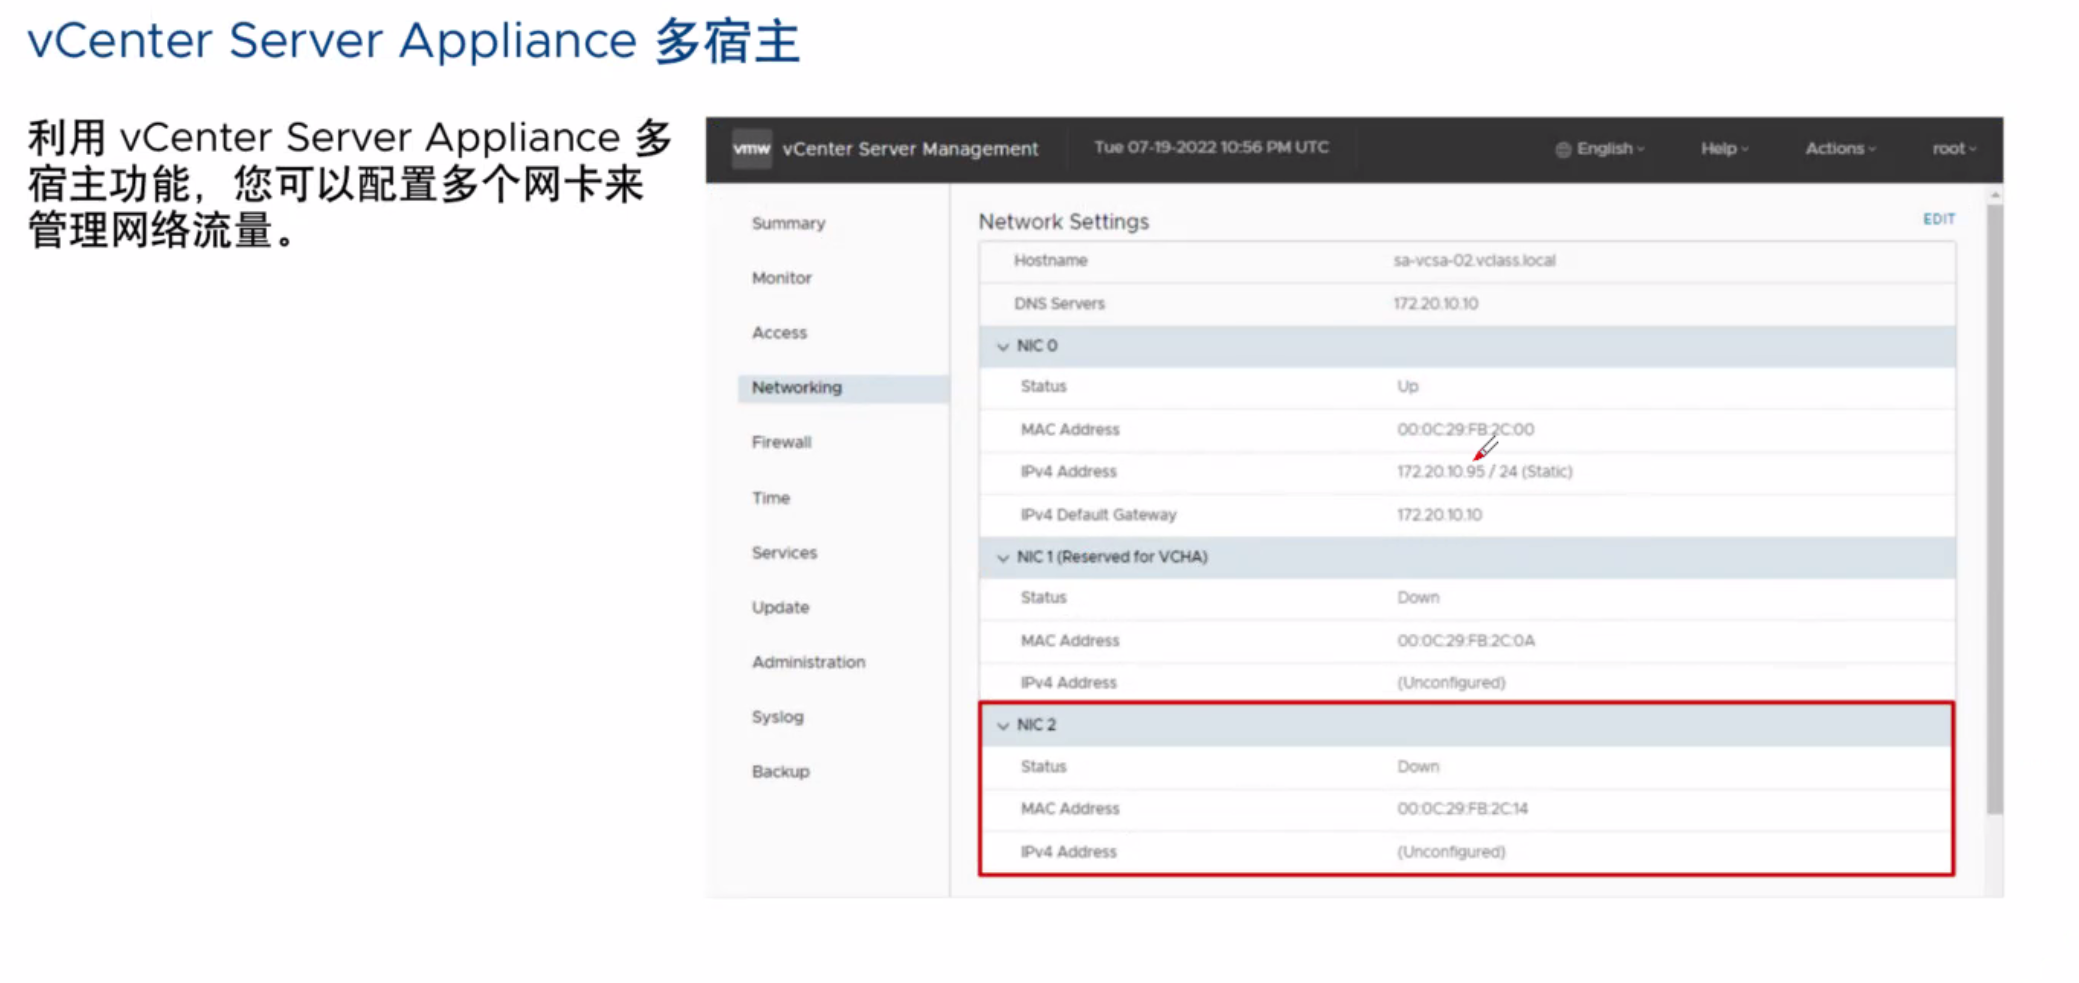 vCenter Server Appliance 多宿主
利用 vCenter Server Appliance 多
宿主功能，您可以配置多个网卡来
管理网络流量。
vmw vCenter Server Management Tue 07-19-2022 10:56 PM UTC English Help Actions root
Summary
Monitor
Access
Networking
Firewall
Time
Services
Update
Administration
Syslog
Backup
Network Settings EDIT
Hostname sa-vcsa-02.vclass.local
DNS Servers 172.20.10.10
NIC 0
Status Up
MAC Address 00:0C:29:FB:2C:00
IPv4 Address 172.20.10.95 / 24 (Static)
IPv4 Default Gateway 172.20.10.10
NIC 1 (Reserved for VCHA)
Status Down
MAC Address 00:0C:29:FB:2C:0A
IPv4 Address (Unconfigured)
NIC 2
Status Down
MAC Address 00:0C:29:FB:2C:14
IPv4 Address (Unconfigured)